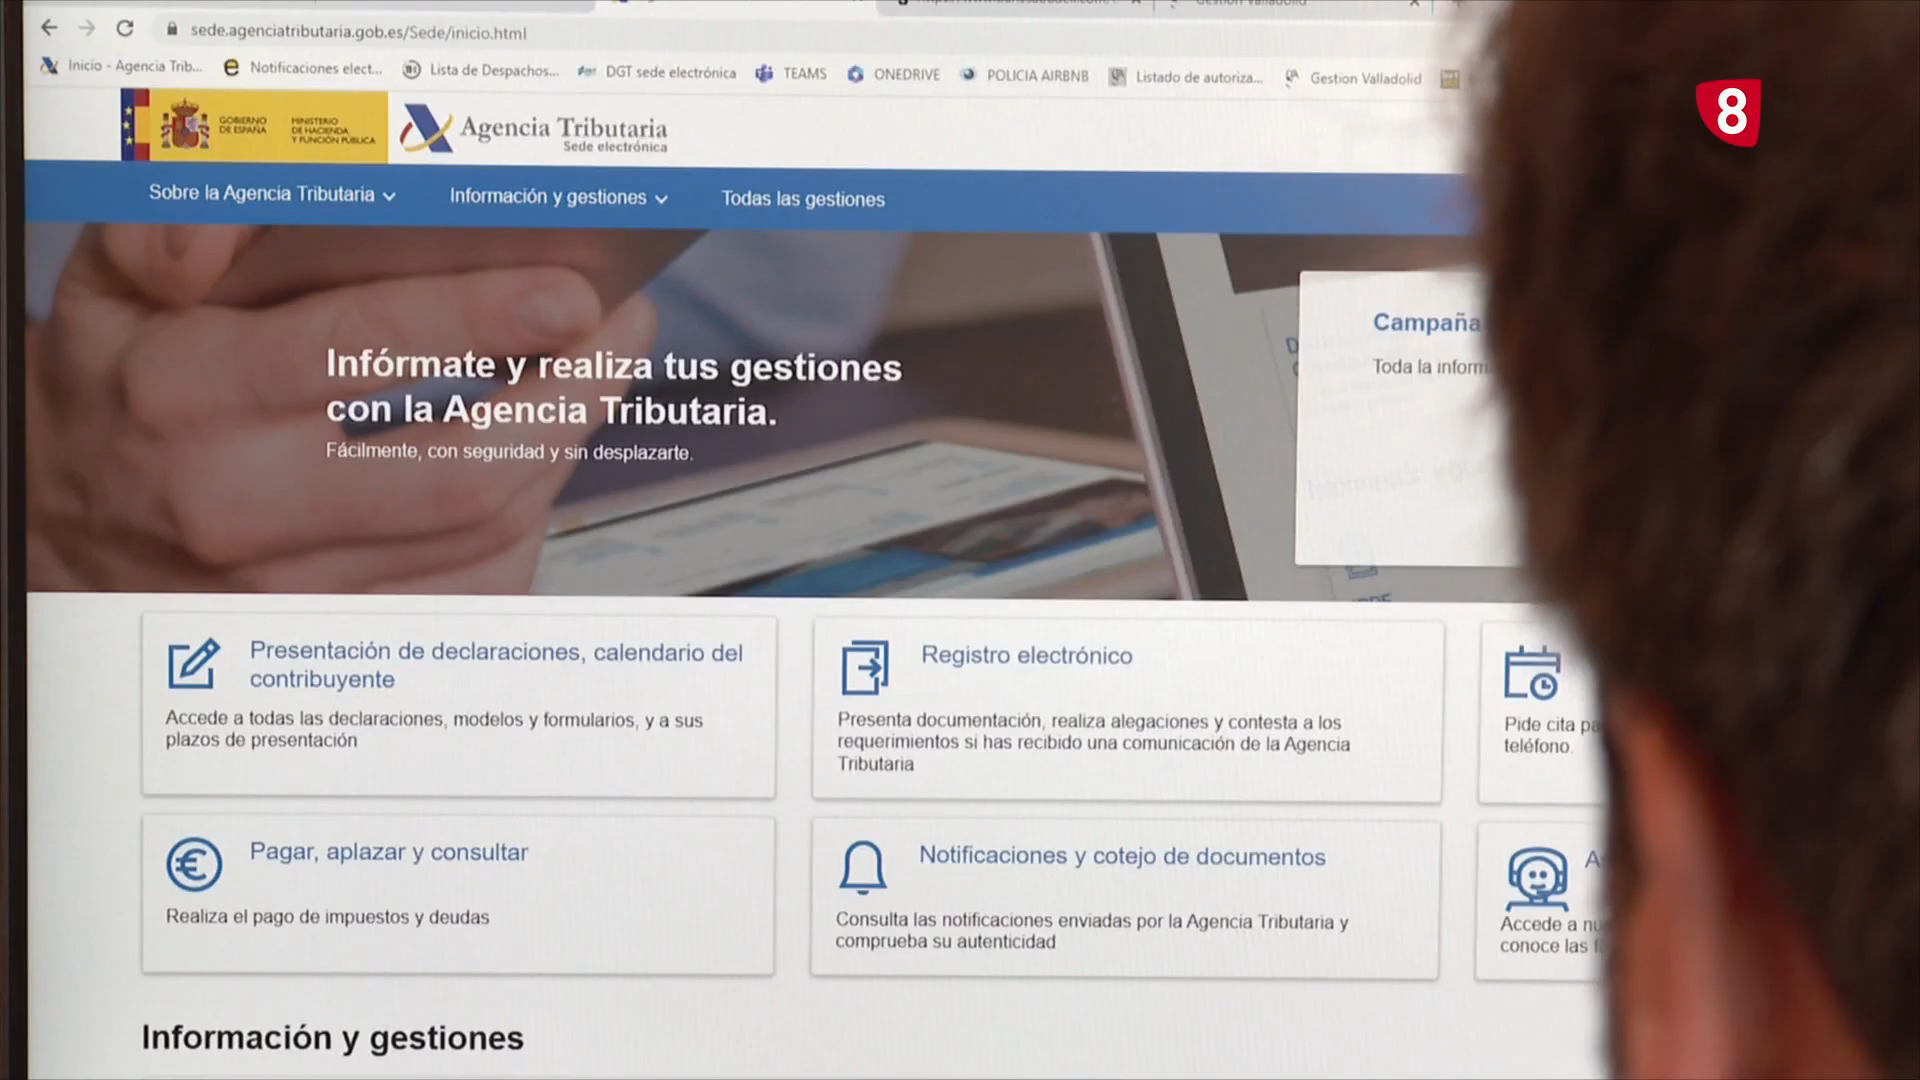 Gestion Valladolid
sede.agenciatributaria.gob.es/Sede/inicio.html
Inicio - Agencia Trib...
Notificaciones elect...
Lista de Despachos...
DGT sede electrónica
TEAMS
ONEDRIVE
POLICIA AIRBNB
Listado de autoriza...
Gestion Valladolid
8
GOBIERNO
DE ESPAÑA
MINISTERIO
DE HACIENDA
Y FUNCIÓN PÚBLICA
Agencia Tributaria
Sede electrónica
Sobre la Agencia Tributaria
Información y gestiones
Todas las gestiones
Infórmate y realiza tus gestiones
con la Agencia Tributaria.
Fácilmente, con seguridad y sin desplazarte.
Campaña
Toda la inform
Presentación de declaraciones, calendario del
contribuyente
Accede a todas las declaraciones, modelos y formularios, y a sus
plazos de presentación
Registro electrónico
Presenta documentación, realiza alegaciones y contesta a los
requerimientos si has recibido una comunicación de la Agencia
Tributaria
Pide cita pa
teléfono.
Pagar, aplazar y consultar
Realiza el pago de impuestos y deudas
Notificaciones y cotejo de documentos
Consulta las notificaciones enviadas por la Agencia Tributaria y
comprueba su autenticidad
A
Accede a nu
conoce las f
Información y gestiones